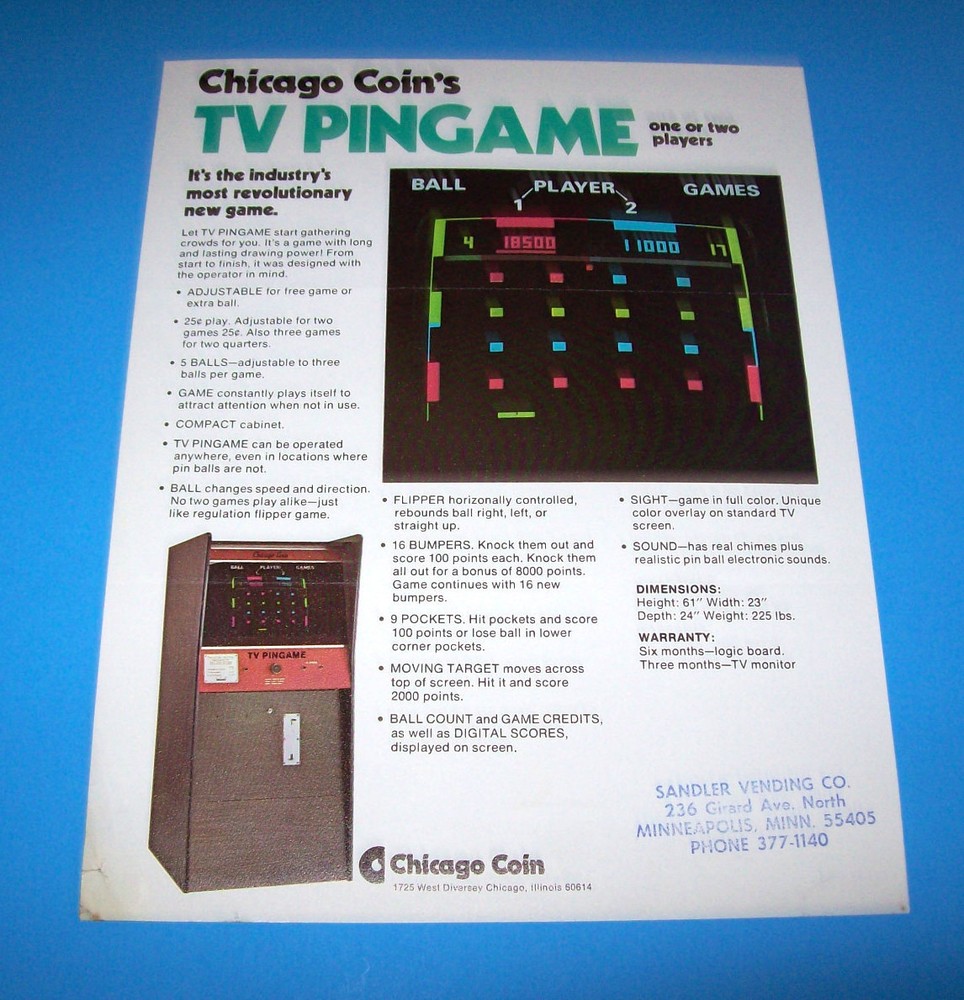 Chicago Coin's
TV PINGAME
one or two
players
It's the industry's
most revolutionary
new game.
Let TV PINGAME start gathering
crowds for you. It's a game with long
and lasting drawing power! From
start to finish, it was designed with
the operator in mind.
• ADJUSTABLE for free game or
extra ball.
• 25¢ play. Adjustable for two
games 25¢. Also three games
for two quarters.
• 5 BALLS—adjustable to three
balls per game.
• GAME constantly plays itself to
attract attention when not in use.
• COMPACT cabinet.
• TV PINGAME can be operated
anywhere, even in locations where
pin balls are not.
• BALL changes speed and direction.
No two games play alike—just
like regulation flipper game.
BALL PLAYER GAMES
1 2
4 18500 11000 17
• FLIPPER horizonally controlled,
rebounds ball right, left, or
straight up.
• 16 BUMPERS. Knock them out and
score 100 points each. Knock them
all out for a bonus of 8000 points.
Game continues with 16 new
bumpers.
• 9 POCKETS. Hit pockets and score
100 points or lose ball in lower
corner pockets.
• MOVING TARGET moves across
top of screen. Hit it and score
2000 points.
• BALL COUNT and GAME CREDITS,
as well as DIGITAL SCORES,
displayed on screen.
• SIGHT—game in full color. Unique
color overlay on standard TV
screen.
• SOUND—has real chimes plus
realistic pin ball electronic sounds.
DIMENSIONS:
Height: 61" Width: 23"
Depth: 24" Weight: 225 lbs.
WARRANTY:
Six months—logic board.
Three months—TV monitor
Chicago Coin
BALL PLAYER GAMES
TV PINGAME
SANDLER VENDING CO.
236 Girard Ave. North
MINNEAPOLIS, MINN. 55405
PHONE 377-1140
Chicago Coin
1725 West Diversey Chicago, Illinois 60614